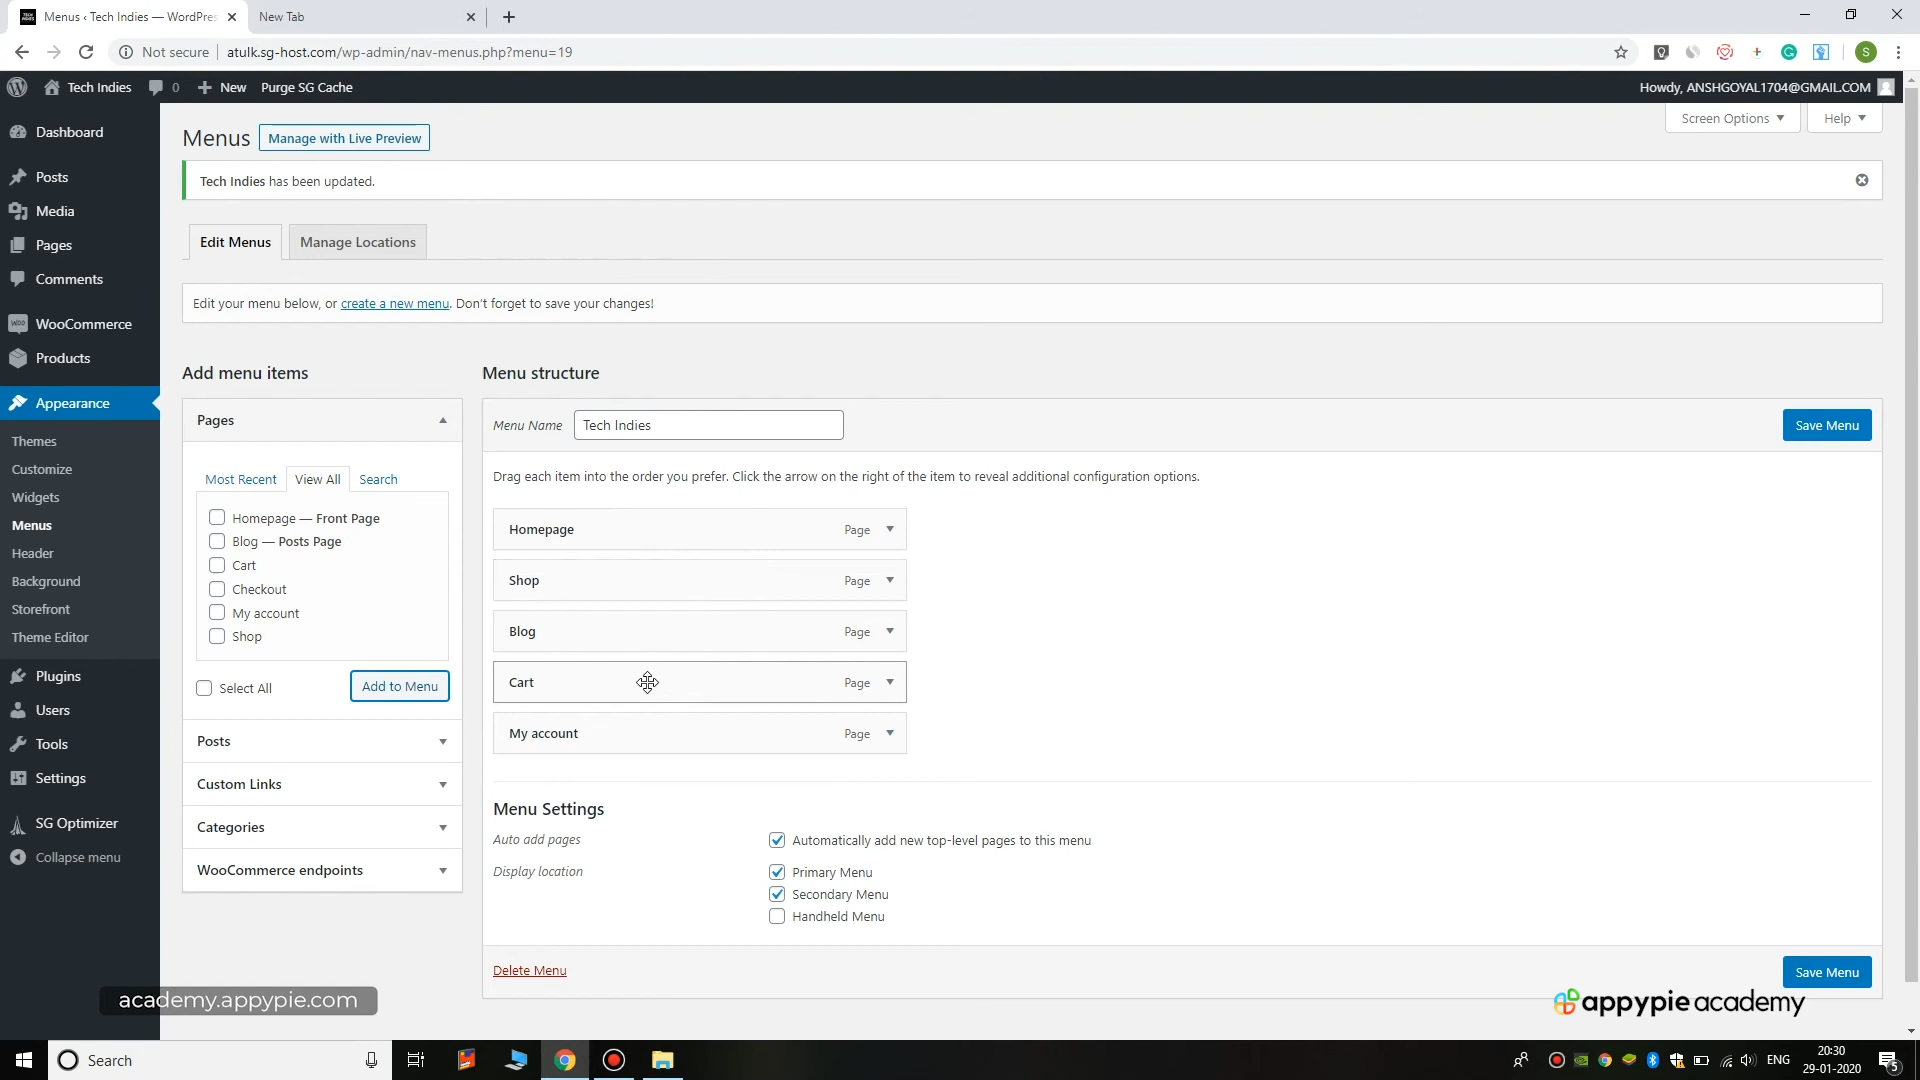 Menus ‹ Tech Indies — WordPres
New Tab
Not secure
atulk.sg-host.com/wp-admin/nav-menus.php?menu=19
S
Tech Indies
0
New
Purge SG Cache
Howdy, ANSHGOYAL1704@GMAIL.COM
Dashboard
Posts
Media
Pages
Comments
WooCommerce
Products
Appearance
Themes
Customize
Widgets
Menus
Header
Background
Storefront
Theme Editor
Plugins
Users
Tools
Settings
SG Optimizer
Collapse menu
Menus
Manage with Live Preview
Screen Options
Help
Tech Indies has been updated.
Edit Menus
Manage Locations
Edit your menu below, or create a new menu. Don't forget to save your changes!
Add menu items
Pages
Most Recent
View All
Search
Homepage — Front Page
Blog — Posts Page
Cart
Checkout
My account
Shop
Select All
Add to Menu
Posts
Custom Links
Categories
WooCommerce endpoints
Menu structure
Menu Name
Tech Indies
Save Menu
Drag each item into the order you prefer. Click the arrow on the right of the item to reveal additional configuration options.
Homepage
Page
Shop
Page
Blog
Page
Cart
Page
My account
Page
Menu Settings
Auto add pages
Automatically add new top-level pages to this menu
Display location
Primary Menu
Secondary Menu
Handheld Menu
Delete Menu
Save Menu
academy.appypie.com
appypie academy
Search
ENG
20:30
29-01-2020
5